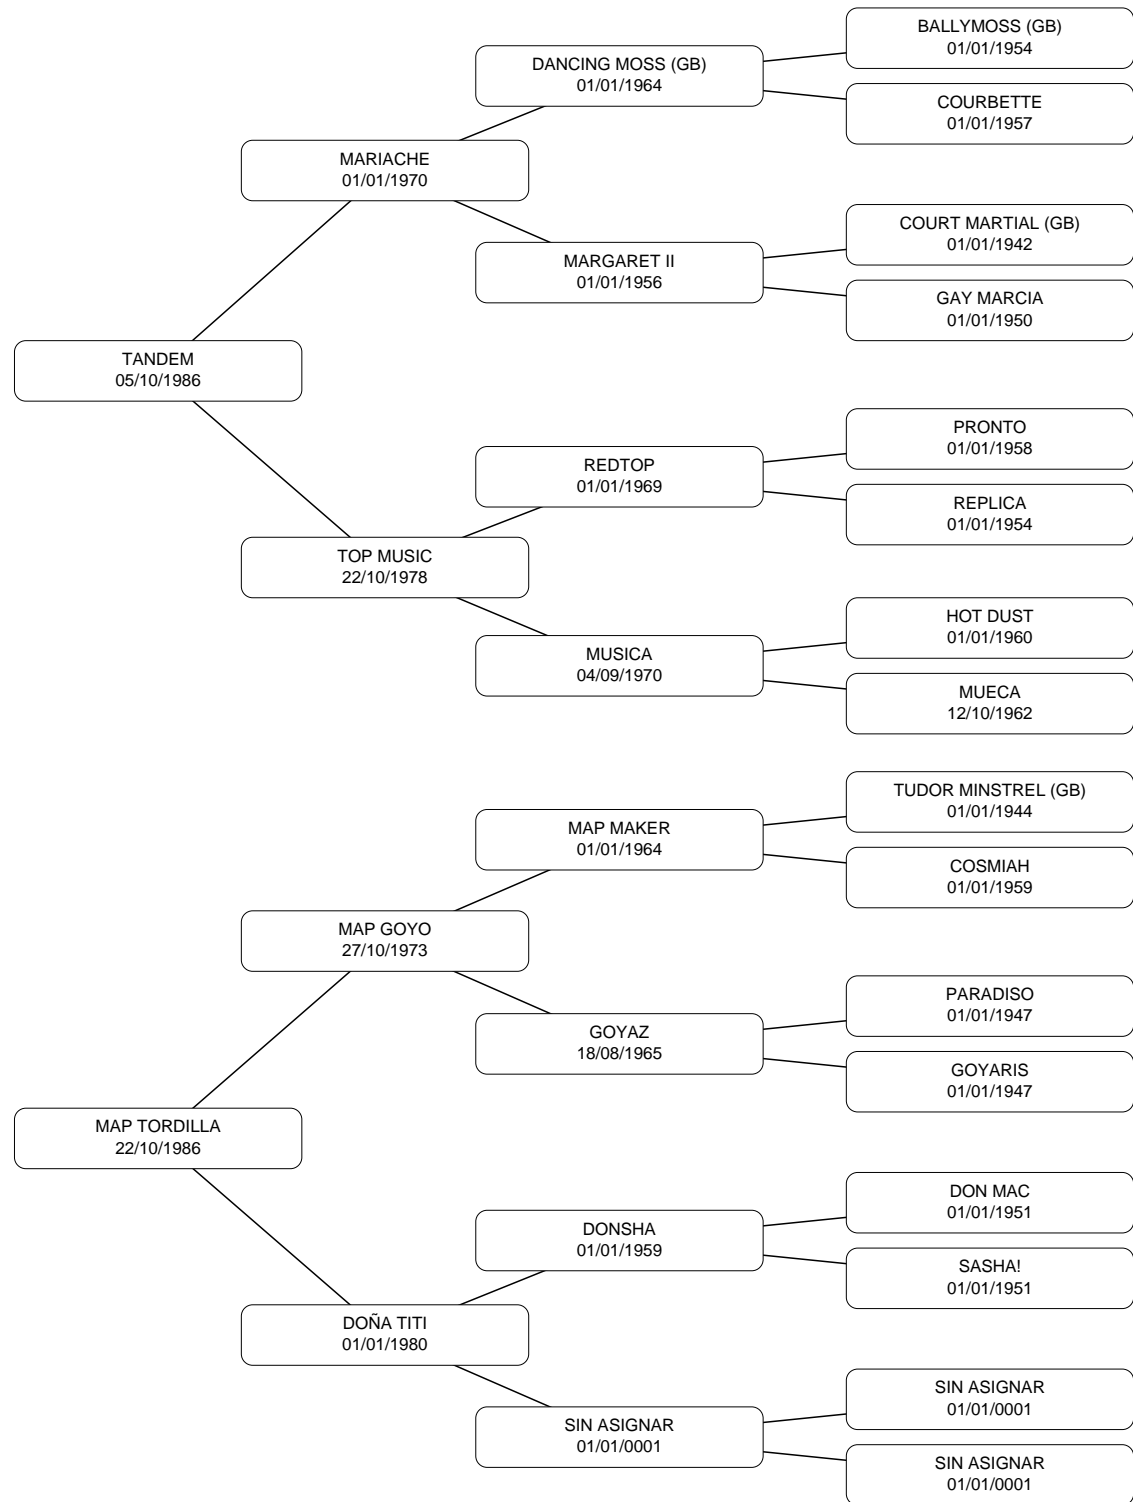 BALLYMOSS (GB)
01/01/1954
DANCING MOSS (GB)
01/01/1964
COURBETTE
01/01/1957
MARIACHE
01/01/1970
COURT MARTIAL (GB)
01/01/1942
MARGARET II
01/01/1956
GAY MARCIA
01/01/1950
TANDEM
05/10/1986
PRONTO
01/01/1958
REDTOP
01/01/1969
REPLICA
01/01/1954
TOP MUSIC
22/10/1978
HOT DUST
01/01/1960
MUSICA
04/09/1970
MUECA
12/10/1962
TUDOR MINSTREL (GB)
01/01/1944
MAP MAKER
01/01/1964
COSMIAH
01/01/1959
MAP GOYO
27/10/1973
PARADISO
01/01/1947
GOYAZ
18/08/1965
GOYARIS
01/01/1947
MAP TORDILLA
22/10/1986
DON MAC
01/01/1951
DONSHA
01/01/1959
SASHA!
01/01/1951
DOÑA TITI
01/01/1980
SIN ASIGNAR
01/01/0001
SIN ASIGNAR
01/01/0001
SIN ASIGNAR
01/01/0001